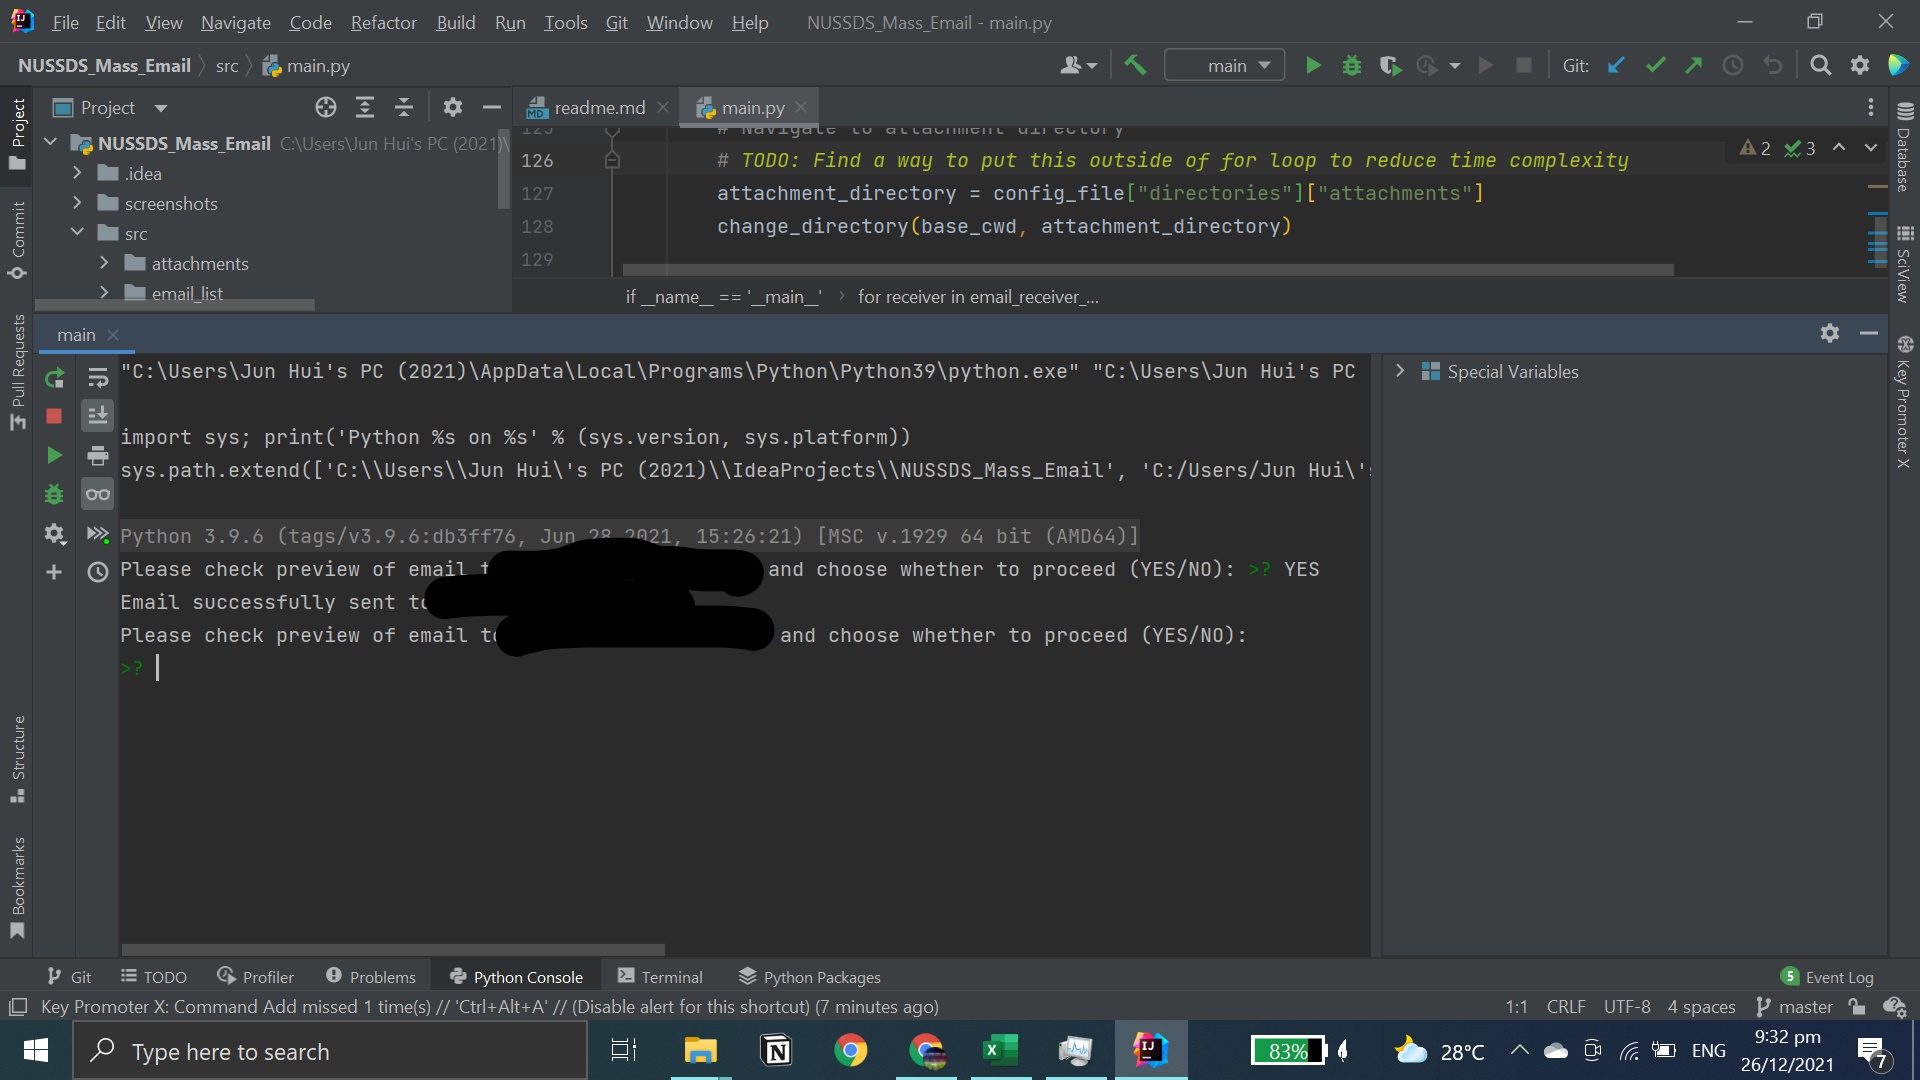 File Edit View Navigate Code Refactor Build Run Tools Git Window Help NUSSDS_Mass_Email - main.py
NUSSDS_Mass_Email src main.py main Git:
Project readme.md main.py
NUSSDS_Mass_Email C:\Users\Jun Hui's PC (2021)\
.idea
screenshots
src
attachments
email_list
125 # Navigate to attachment directory
126 # TODO: Find a way to put this outside of for loop to reduce time complexity
127 attachment_directory = config_file["directories"]["attachments"]
128 change_directory(base_cwd, attachment_directory)
129
2 3
if __name__ == '__main__' for receiver in email_receiver_...
main
"C:\Users\Jun Hui's PC (2021)\AppData\Local\Programs\Python\Python39\python.exe" "C:\Users\Jun Hui's PC
import sys; print('Python %s on %s' % (sys.version, sys.platform))
sys.path.extend(['C:\\Users\\Jun Hui\'s PC (2021)\\IdeaProjects\\NUSSDS_Mass_Email', 'C:/Users/Jun Hui\'s
Python 3.9.6 (tags/v3.9.6:db3ff76, Jun 28 2021, 15:26:21) [MSC v.1929 64 bit (AMD64)]
Please check preview of email t and choose whether to proceed (YES/NO): >? YES
Email successfully sent to
Please check preview of email to and choose whether to proceed (YES/NO):
>?
Special Variables
Project
Commit
Pull Requests
Structure
Bookmarks
Database
SciView
Key Promoter X
Git TODO Profiler Problems Python Console Terminal Python Packages 5 Event Log
Key Promoter X: Command Add missed 1 time(s) // 'Ctrl+Alt+A' // (Disable alert for this shortcut) (7 minutes ago) 1:1 CRLF UTF-8 4 spaces master
Type here to search 83% 28°C ENG 9:32 pm
26/12/2021 7